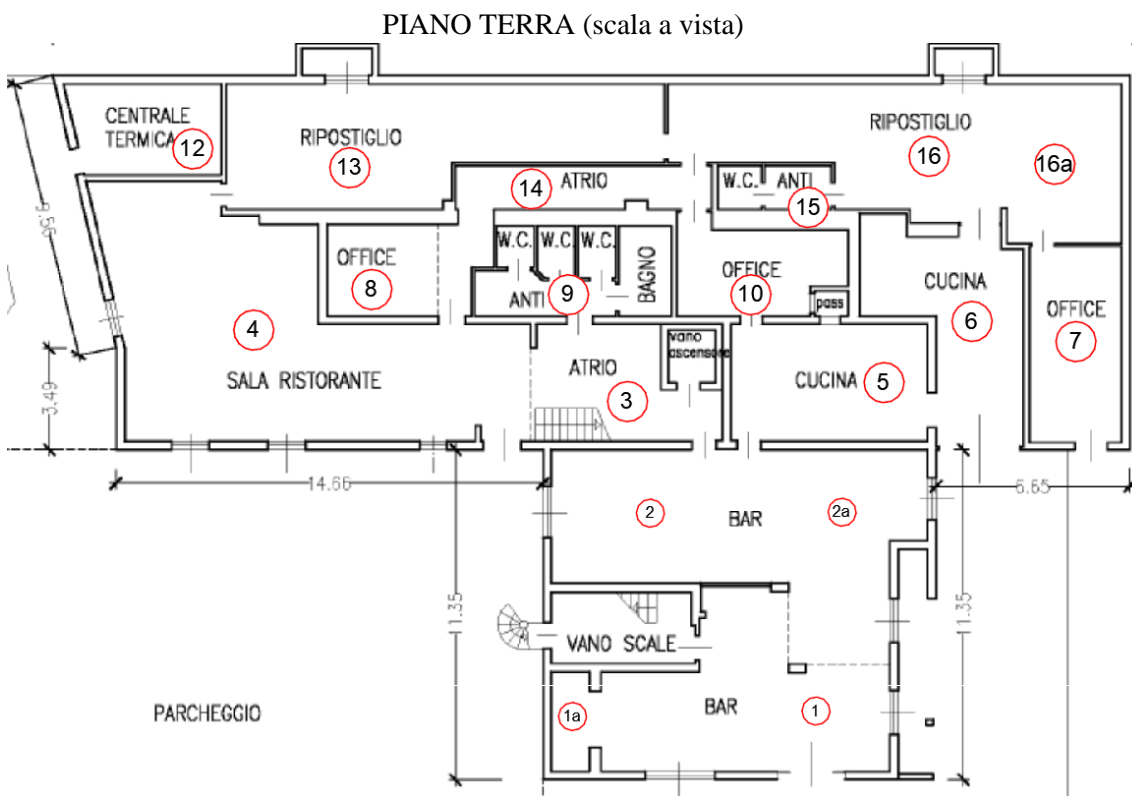 PIANO TERRA (scala a vista)
CENTRALE
TERMICA
12
RIPOSTIGLIO
13
RIPOSTIGLIO
16
16a
ATRIO
14
W.C.
ANTI
15
9.56
OFFICE
8
W.C.
W.C.
W.C.
BAGNO
ANTI
9
OFFICE
10
pass
CUCINA
6
OFFICE
7
4
SALA RISTORANTE
ATRIO
3
vano
ascensore
CUCINA
5
3.49
14.66
6.65
2
BAR
2a
11.35
11.35
VANO SCALE
PARCHEGGIO
1a
BAR
1